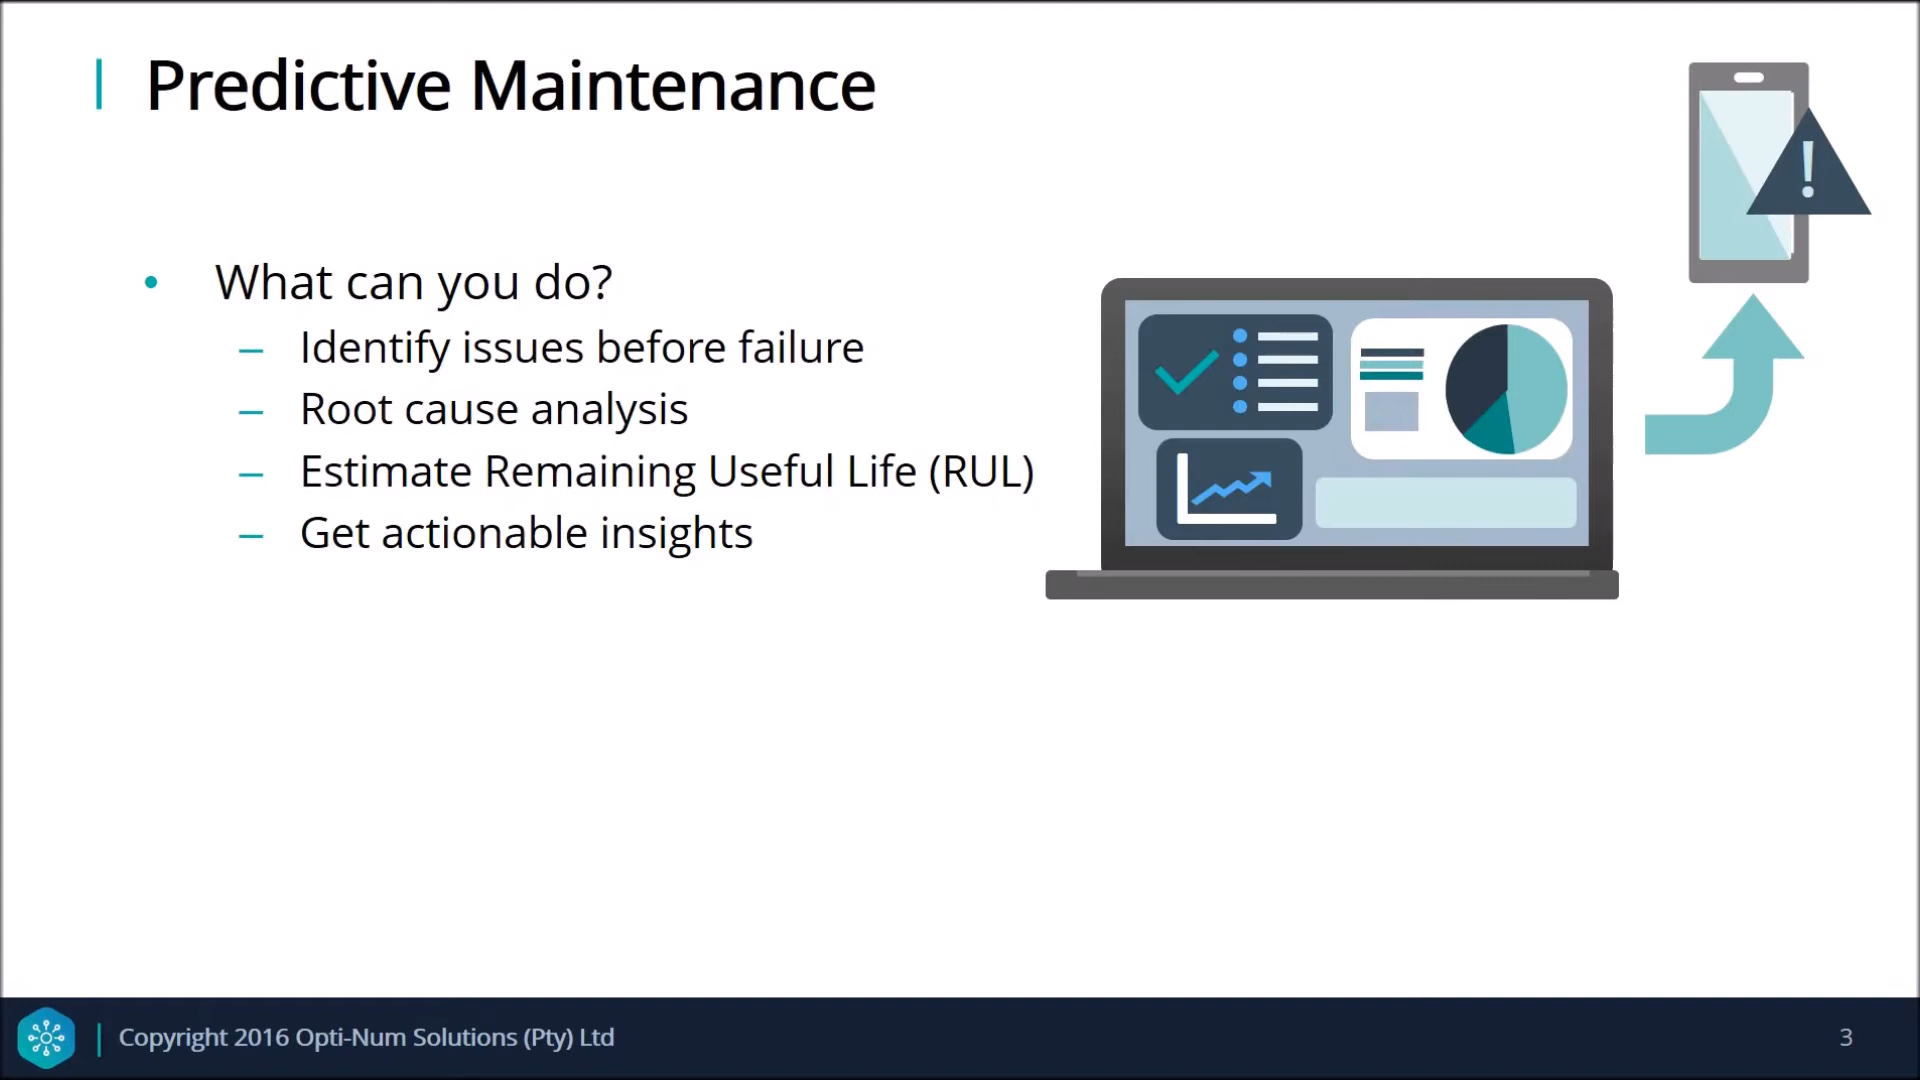 Predictive Maintenance
• What can you do?
– Identify issues before failure
– Root cause analysis
– Estimate Remaining Useful Life (RUL)
– Get actionable insights
!
Copyright 2016 Opti-Num Solutions (Pty) Ltd
3